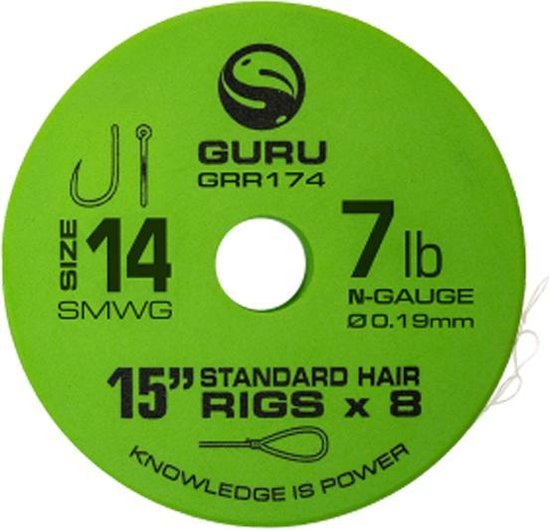 GURU
GRR174
SIZE 14
SMWG
7 lb
N-GAUGE
Ø 0.19mm
15” STANDARD HAIR
RIGS x 8
KNOWLEDGE IS POWER